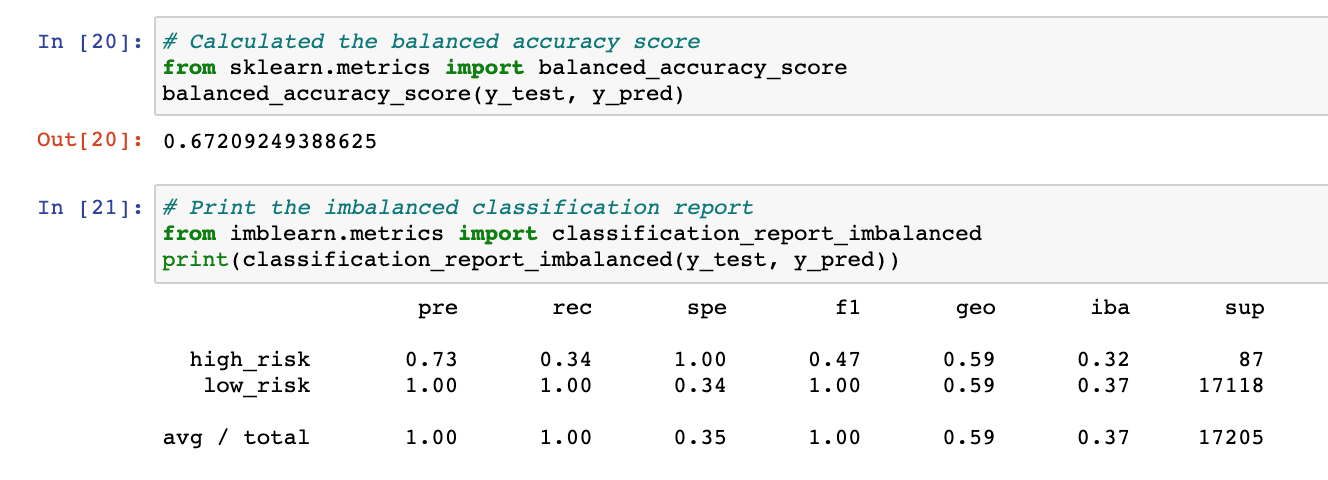 In [20]: # Calculated the balanced accuracy score
from sklearn.metrics import balanced_accuracy_score
balanced_accuracy_score(y_test, y_pred)
Out[20]: 0.67209249388625
In [21]: # Print the imbalanced classification report
from imblearn.metrics import classification_report_imbalanced
print(classification_report_imbalanced(y_test, y_pred))
pre rec spe f1 geo iba sup
high_risk 0.73 0.34 1.00 0.47 0.59 0.32 87
low_risk 1.00 1.00 0.34 1.00 0.59 0.37 17118
avg / total 1.00 1.00 0.35 1.00 0.59 0.37 17205